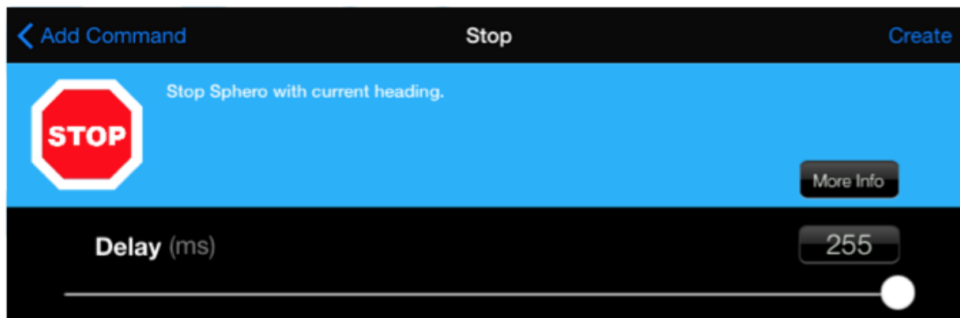 Add Command Stop Create
Stop Sphero with current heading.
STOP
More Info
Delay (ms) 255